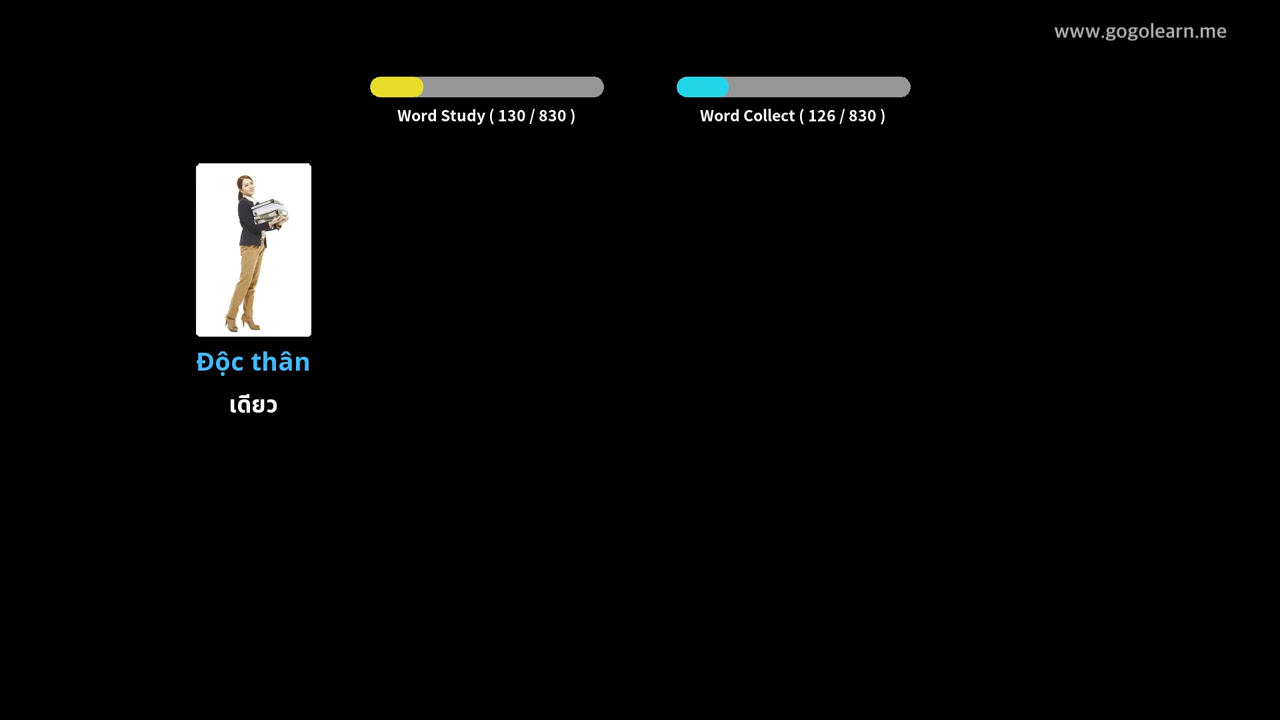 www.gogolearn.me
Word Study ( 130 / 830 )
Word Collect ( 126 / 830 )
Độc thân
เดียว